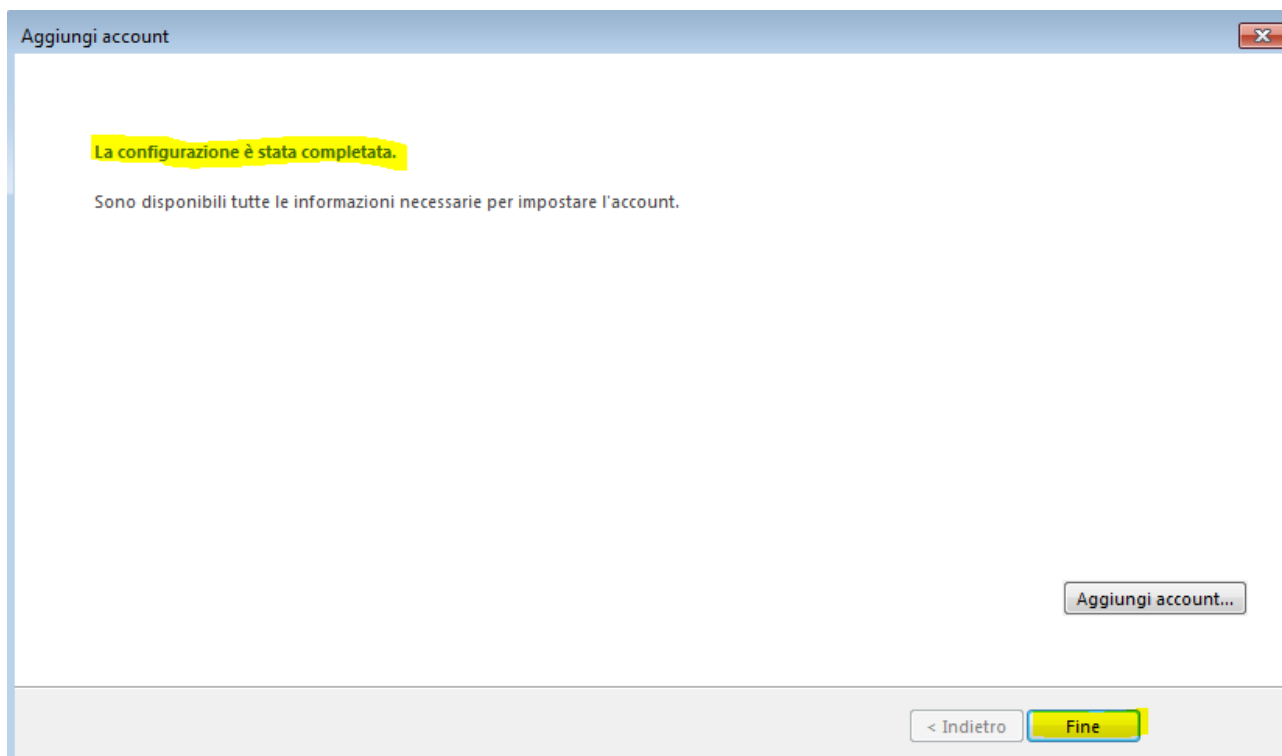 Aggiungi account
La configurazione è stata completata.
Sono disponibili tutte le informazioni necessarie per impostare l'account.
Aggiungi account...
< Indietro
Fine